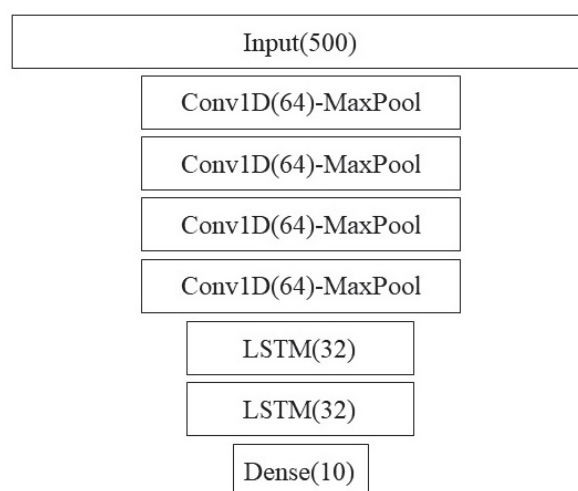 Input(500)
Conv1D(64)-MaxPool
Conv1D(64)-MaxPool
Conv1D(64)-MaxPool
Conv1D(64)-MaxPool
LSTM(32)
LSTM(32)
Dense(10)